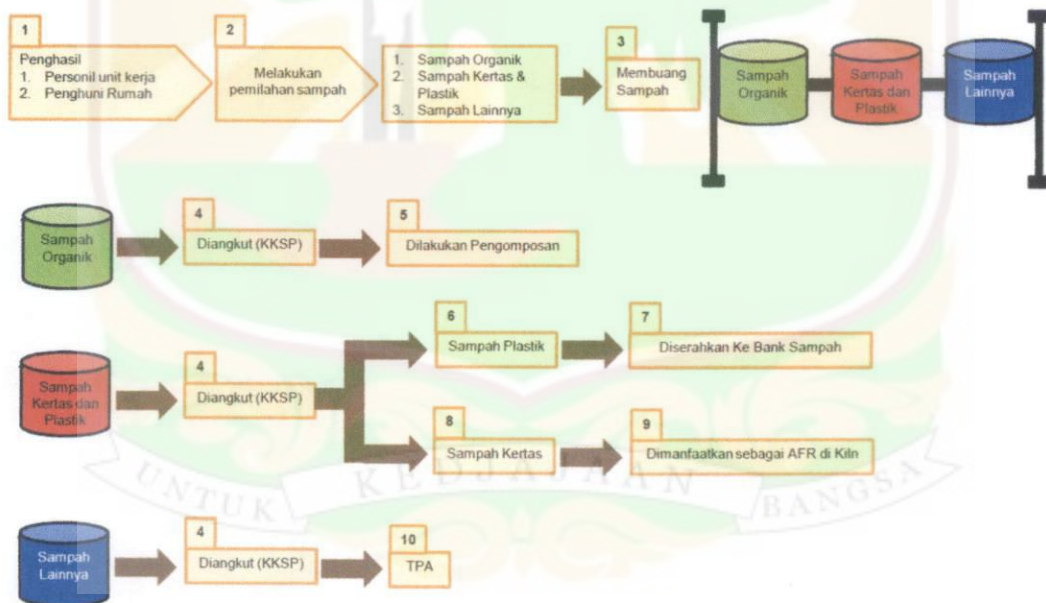 1
Penghasil
1. Personil unit kerja
2. Penghuni Rumah
2
Melakukan
pemilahan sampah
1. Sampah Organik
2. Sampah Kertas &
Plastik
3. Sampah Lainnya
3
Membuang
Sampah
Sampah
Organik
Sampah
Kertas dan
Plastik
Sampah
Lainnya
Sampah
Organik
4
Diangkut (KKSP)
5
Dilakukan Pengomposan
Sampah
Kertas dan
Plastik
4
Diangkut (KKSP)
6
Sampah Plastik
7
Diserahkan Ke Bank Sampah
8
Sampah Kertas
9
Dimanfaatkan sebagai AFR di Kiln
UNTUK KEDJAJAAN BANGSA
Sampah
Lainnya
4
Diangkut (KKSP)
10
TPA